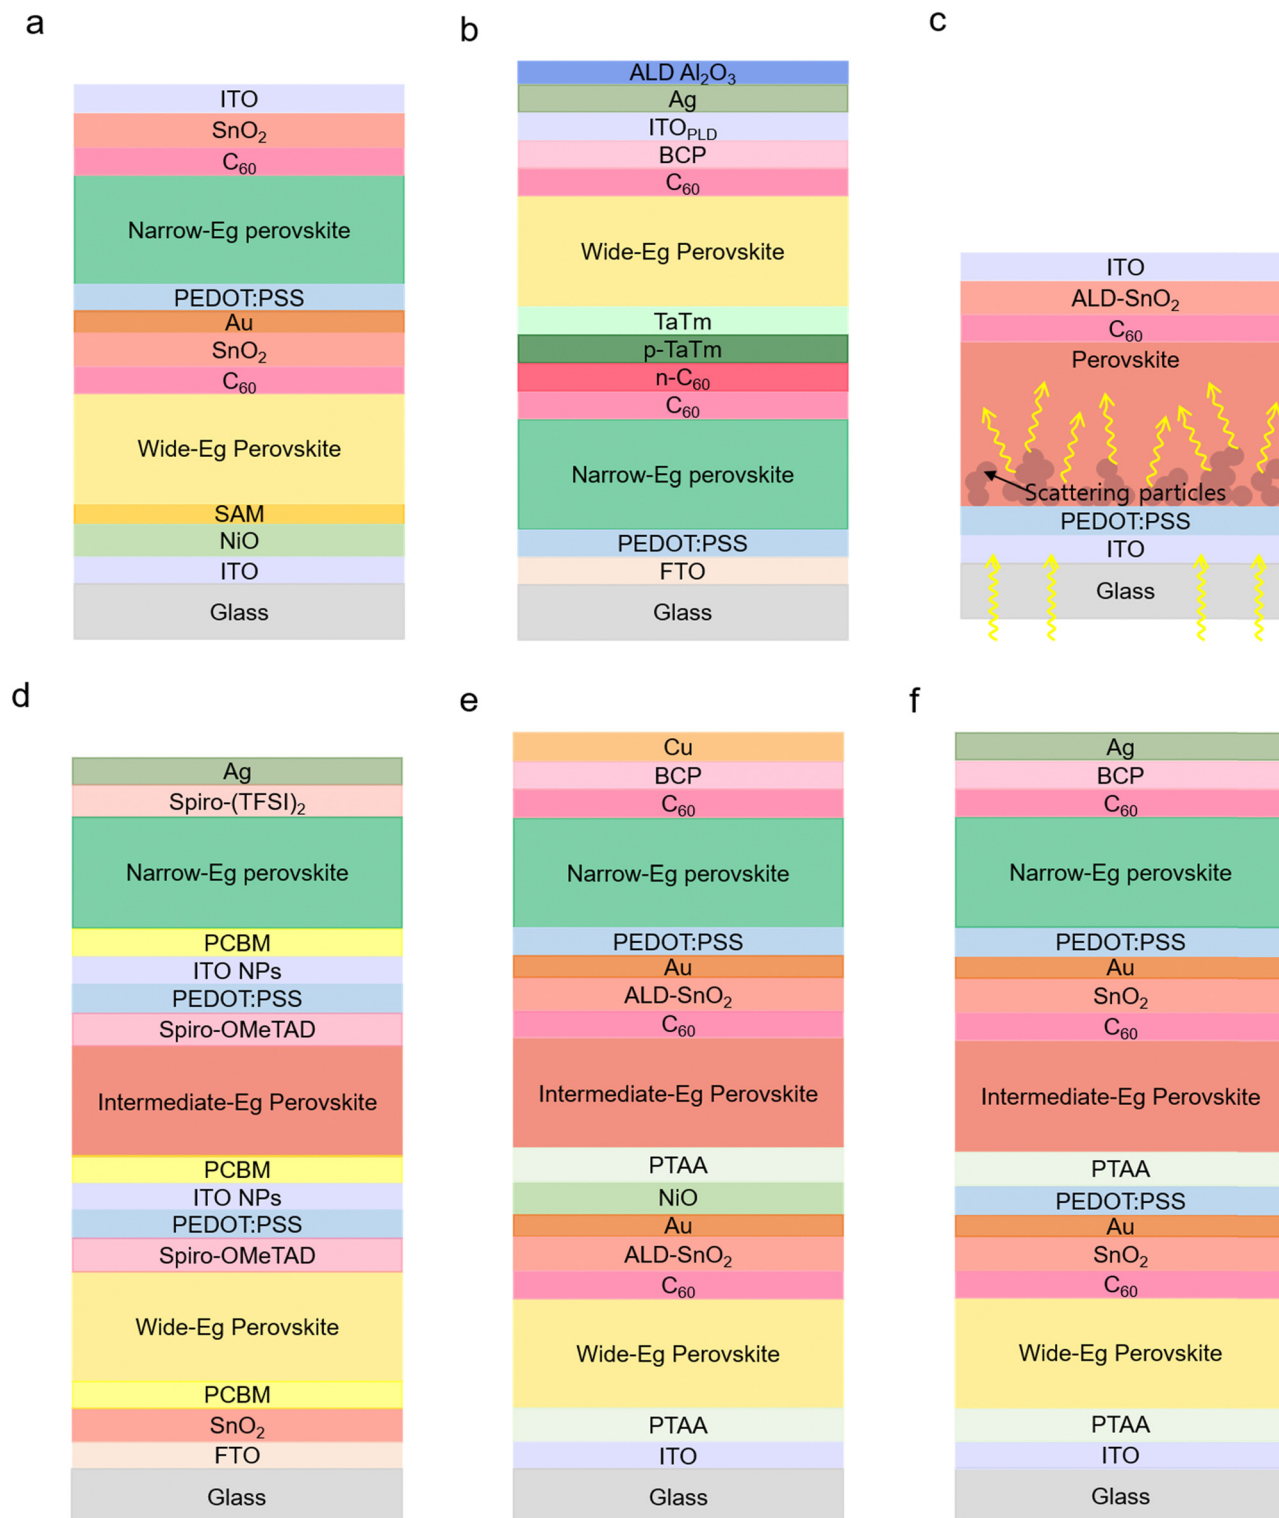 a
ITO
SnO₂
C₆₀
Narrow-Eg perovskite
PEDOT:PSS
Au
SnO₂
C₆₀
Wide-Eg Perovskite
SAM
NiO
ITO
Glass
b
ALD Al₂O₃
Ag
ITO_PLD
BCP
C₆₀
Wide-Eg Perovskite
TaTm
p-TaTm
n-C₆₀
C₆₀
Narrow-Eg perovskite
PEDOT:PSS
FTO
Glass
c
ITO
ALD-SnO₂
C₆₀
Perovskite
Scattering particles
PEDOT:PSS
ITO
Glass
d
Ag
Spiro-(TFSI)₂
Narrow-Eg perovskite
PCBM
ITO NPs
PEDOT:PSS
Spiro-OMeTAD
Intermediate-Eg Perovskite
PCBM
ITO NPs
PEDOT:PSS
Spiro-OMeTAD
Wide-Eg Perovskite
PCBM
SnO₂
FTO
Glass
e
Cu
BCP
C₆₀
Narrow-Eg perovskite
PEDOT:PSS
Au
ALD-SnO₂
C₆₀
Intermediate-Eg Perovskite
PTAA
NiO
Au
ALD-SnO₂
C₆₀
Wide-Eg Perovskite
PTAA
ITO
Glass
f
Ag
BCP
C₆₀
Narrow-Eg perovskite
PEDOT:PSS
Au
SnO₂
C₆₀
Intermediate-Eg Perovskite
PTAA
PEDOT:PSS
Au
SnO₂
C₆₀
Wide-Eg Perovskite
PTAA
ITO
Glass